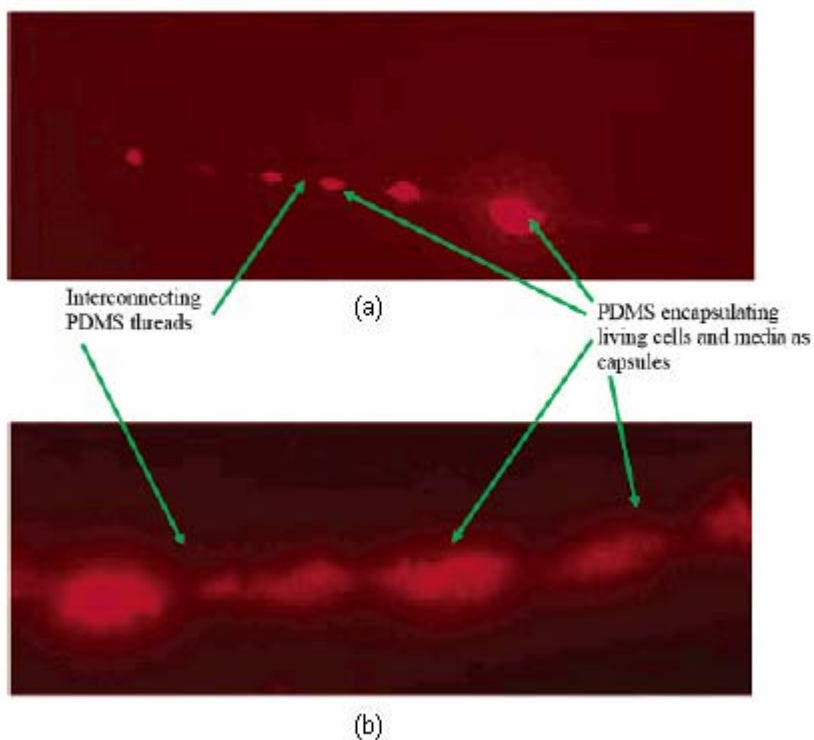 Interconnecting
PDMS threads
(a)
PDMS encapsulating
living cells and media as
capsules
(b)